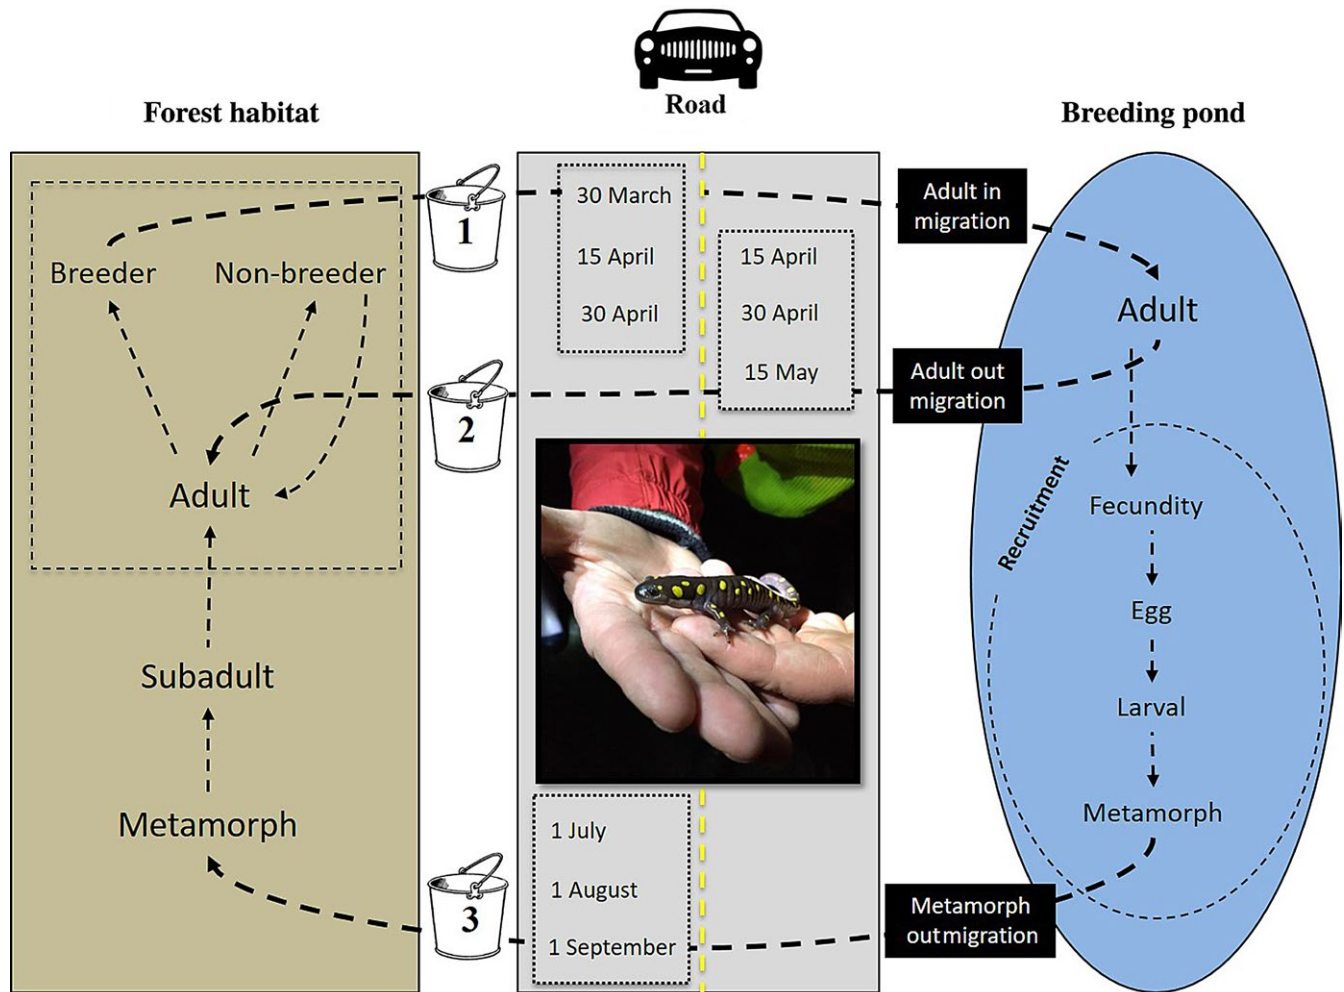 Road
Forest habitat
Breeding pond
Breeder
Non-breeder
Adult
Subadult
Metamorph
1
2
3
30 March
15 April
30 April
15 April
30 April
15 May
1 July
1 August
1 September
Adult in
migration
Adult out
migration
Metamorph
outmigration
Adult
Recruitment
Fecundity
Egg
Larval
Metamorph